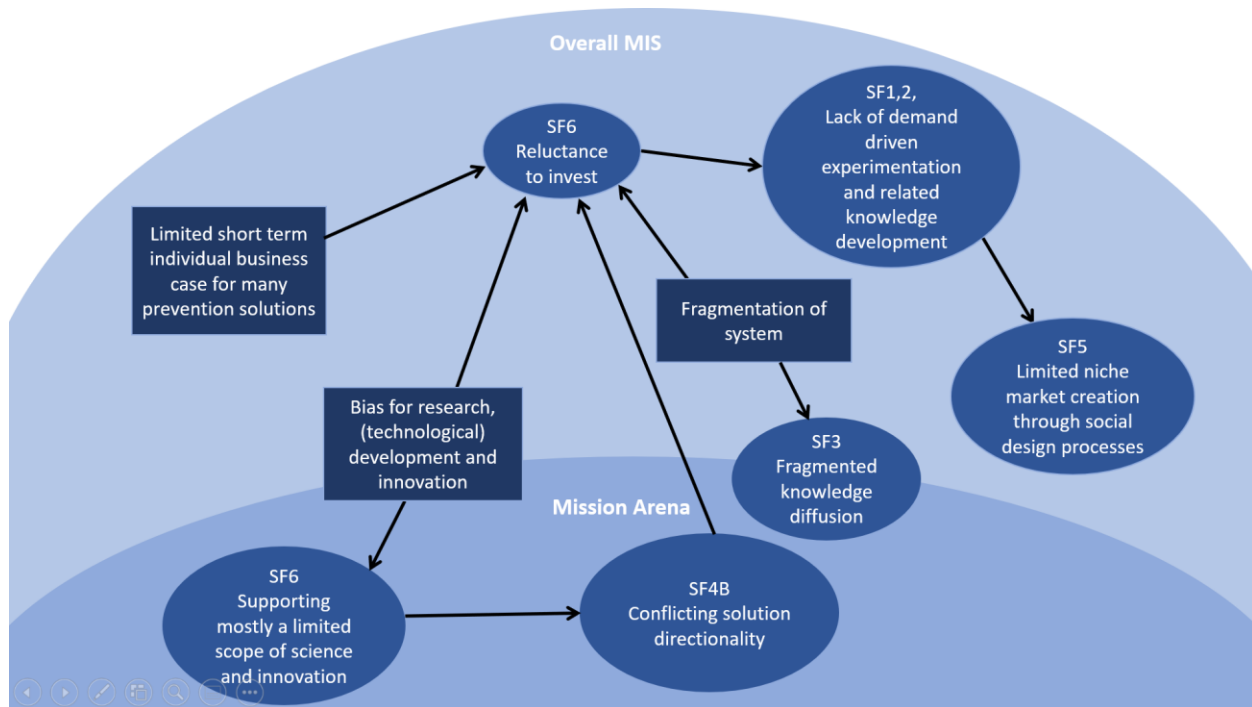 Overall MIS
SF6
Reluctance
to invest
SF1,2,
Lack of demand
driven
experimentation
and related
knowledge
development
Limited short term
individual business
case for many
prevention solutions
Fragmentation of
system
SF5
Limited niche
market creation
through social
design processes
Bias for research,
(technological)
development and
innovation
SF3
Fragmented
knowledge
diffusion
Mission Arena
SF6
Supporting
mostly a limited
scope of science
and innovation
SF4B
Conflicting solution
directionality